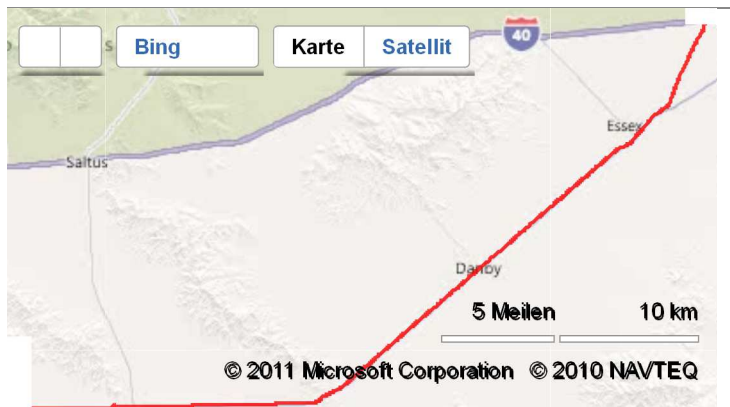 Bing Karte Satellit
40
Essex
Saltus
Danby
5 Meilen 10 km
© 2011 Microsoft Corporation © 2010 NAVTEQ